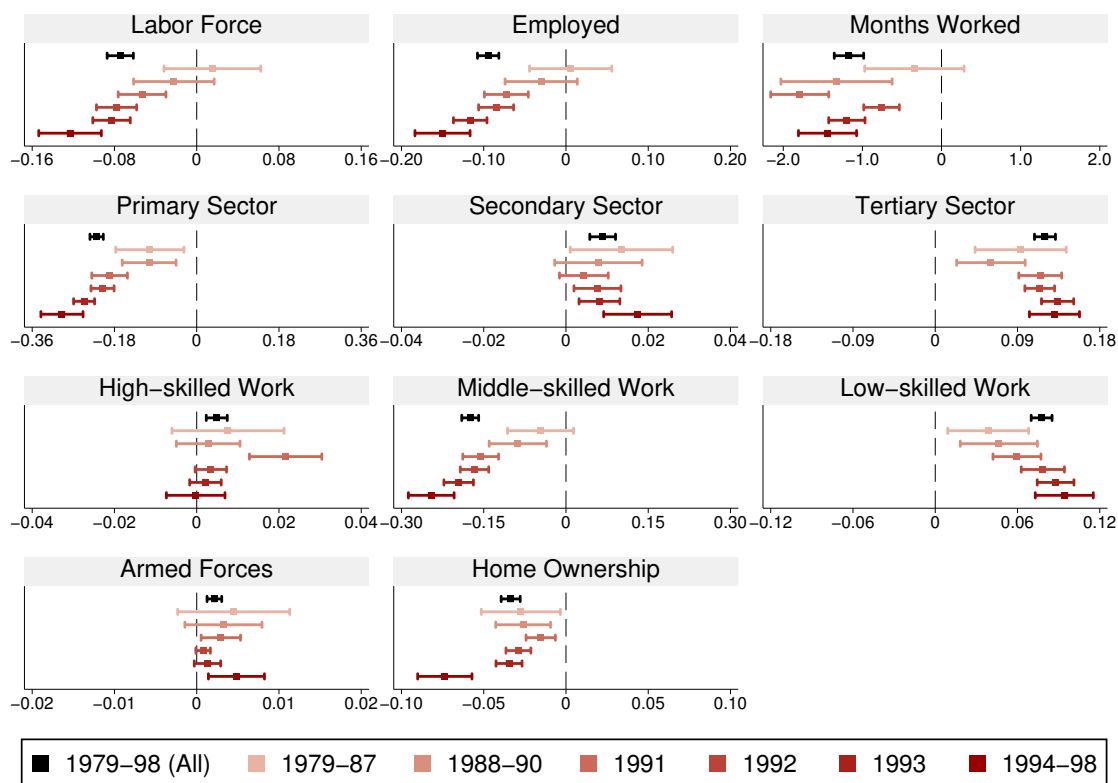 Labor Force Employed Months Worked
−0.16 −0.08 0 0.08 0.16 −0.20 −0.10 0 0.10 0.20 −2.0 −1.0 0 1.0 2.0
Primary Sector Secondary Sector Tertiary Sector
−0.36 −0.18 0 0.18 0.36 −0.04 −0.02 0 0.02 0.04 −0.18 −0.09 0 0.09 0.18
High−skilled Work Middle−skilled Work Low−skilled Work
−0.04 −0.02 0 0.02 0.04 −0.30 −0.15 0 0.15 0.30 −0.12 −0.06 0 0.06 0.12
Armed Forces Home Ownership
−0.02 −0.01 0 0.01 0.02 −0.10 −0.05 0 0.05 0.10
1979−98 (All) 1979−87 1988−90 1991 1992 1993 1994−98